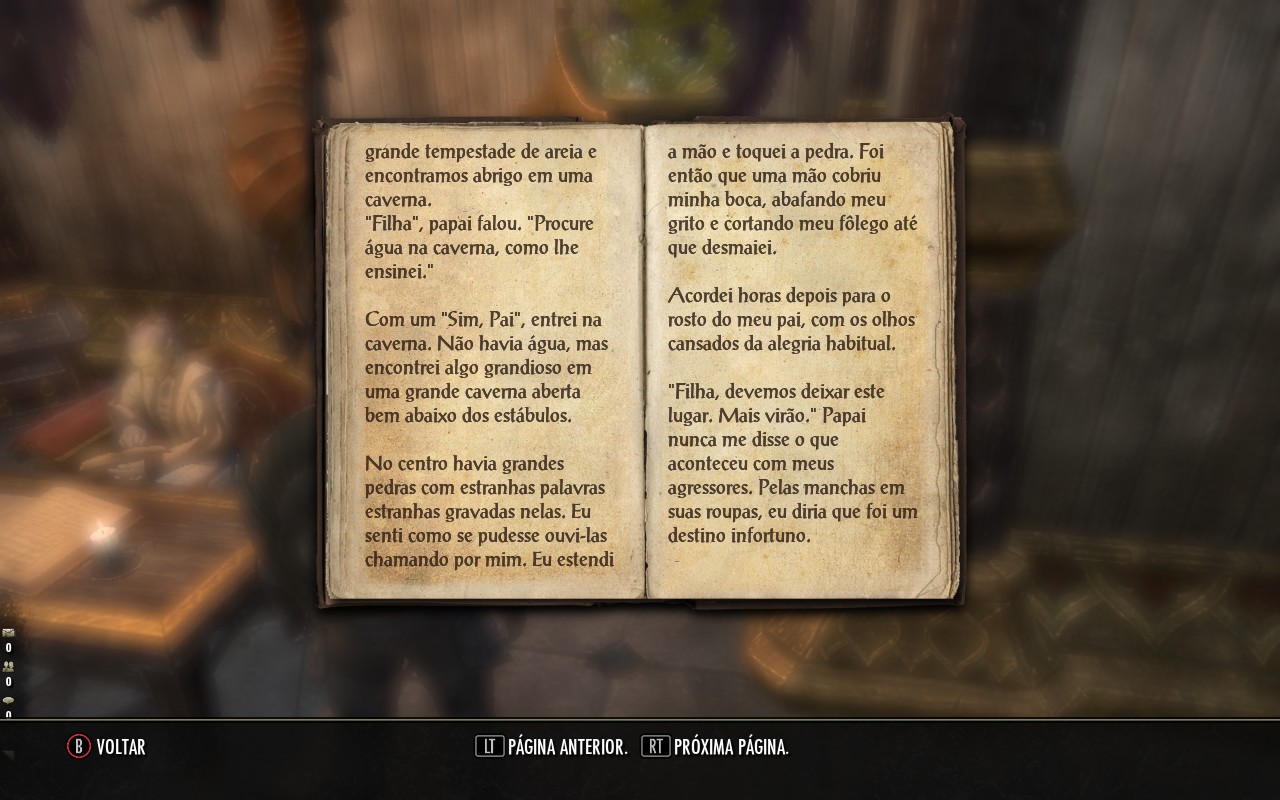 grande tempestade de areia e
encontramos abrigo em uma
caverna.
"Filha", papai falou. "Procure
água na caverna, como lhe
ensinei."
Com um "Sim, Pai", entrei na
caverna. Não havia água, mas
encontrei algo grandioso em
uma grande caverna aberta
bem abaixo dos estábulos.
No centro havia grandes
pedras com estranhas palavras
estranhas gravadas nelas. Eu
senti como se pudesse ouvi-las
chamando por mim. Eu estendi
a mão e toquei a pedra. Foi
então que uma mão cobriu
minha boca, abafando meu
grito e cortando meu fôlego até
que desmaiei.
Acordei horas depois para o
rosto do meu pai, com os olhos
cansados da alegria habitual.
"Filha, devemos deixar este
lugar. Mais virão." Papai
nunca me disse o que
aconteceu com meus
agressores. Pelas manchas em
suas roupas, eu diria que foi um
destino infortuno.
0
0
0
B VOLTAR
LT PÁGINA ANTERIOR. RT PRÓXIMA PÁGINA.